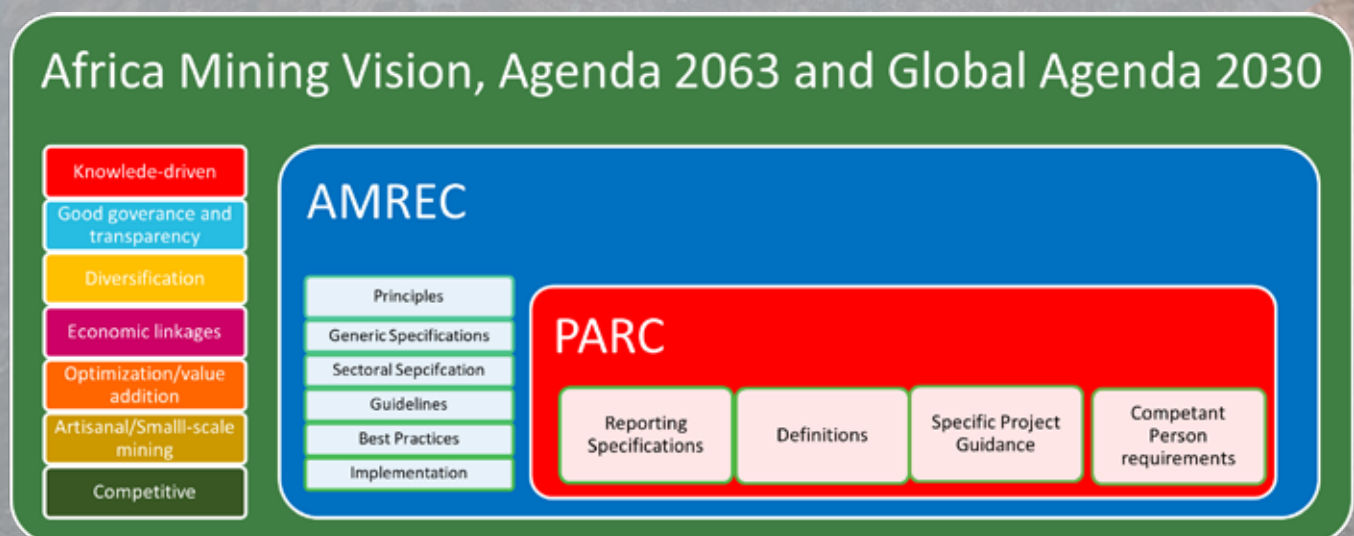 Africa Mining Vision, Agenda 2063 and Global Agenda 2030
Knowlede-driven
Good goverance and
transparency
Diversification
Economic linkages
Optimization/value
addition
Artisanal/Smalll-scale
mining
Competitive
AMREC
Principles
Generic Specifications
Sectoral Sepcifcation
Guidelines
Best Practices
Implementation
PARC
Reporting
Specifications
Definitions
Specific Project
Guidance
Competant
Person
requirements